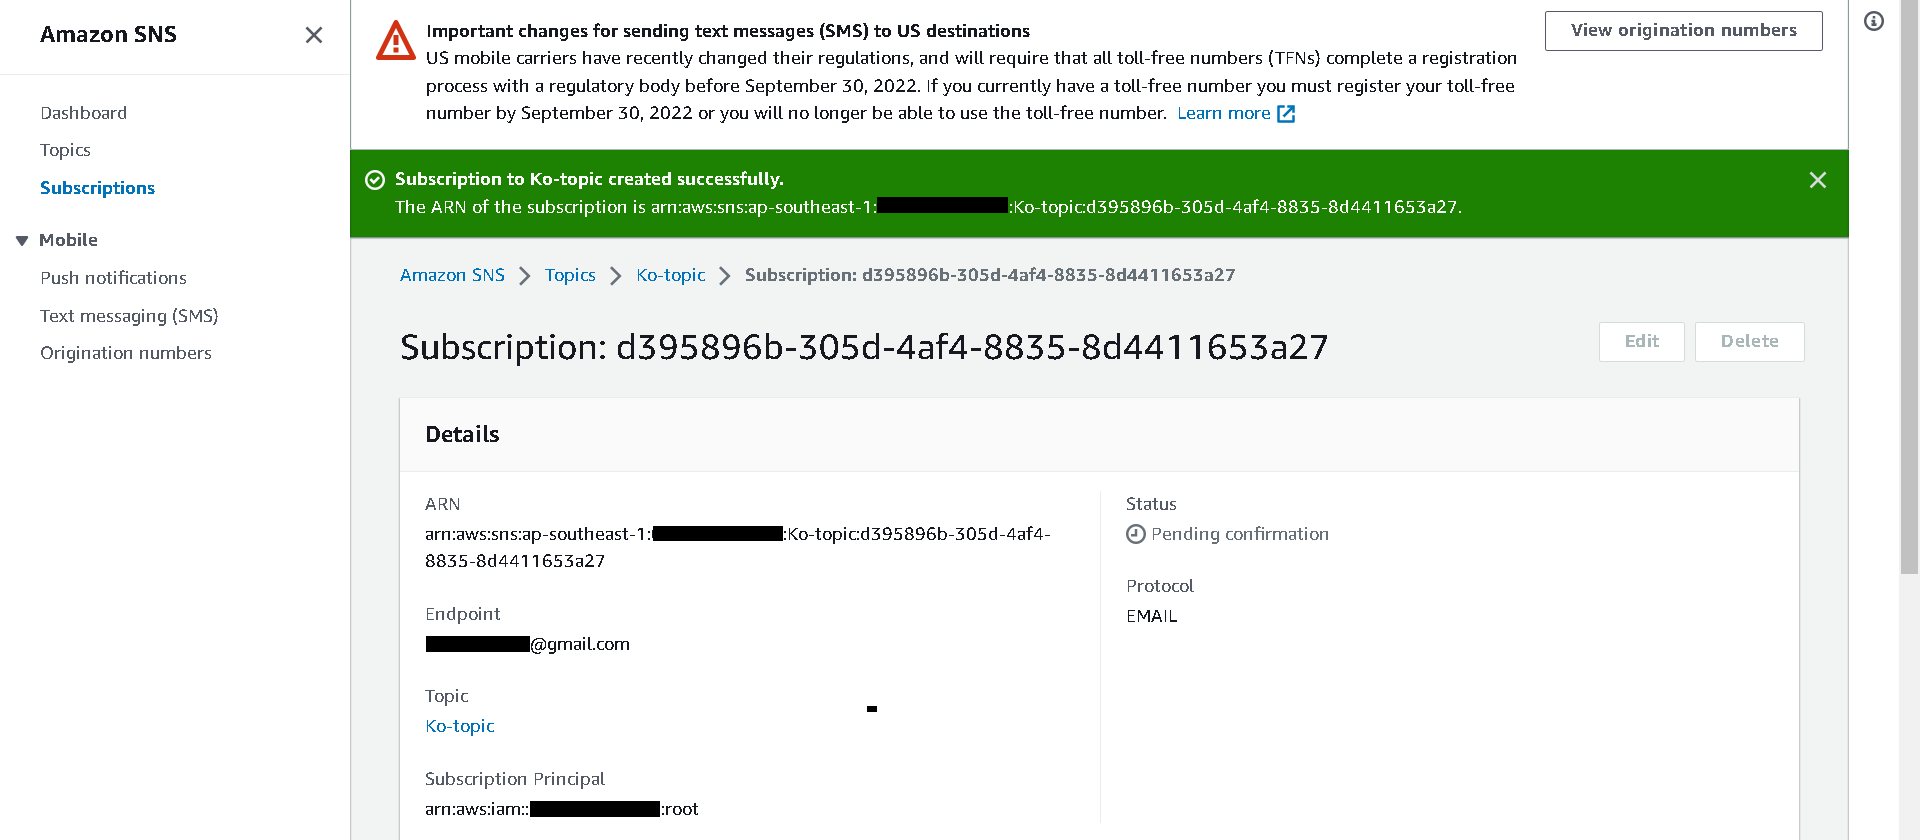 Amazon SNS
Dashboard
Topics
Subscriptions
Mobile
Push notifications
Text messaging (SMS)
Origination numbers
Important changes for sending text messages (SMS) to US destinations
US mobile carriers have recently changed their regulations, and will require that all toll-free numbers (TFNs) complete a registration
process with a regulatory body before September 30, 2022. If you currently have a toll-free number you must register your toll-free
number by September 30, 2022 or you will no longer be able to use the toll-free number. Learn more
View origination numbers
Subscription to Ko-topic created successfully.
The ARN of the subscription is arn:aws:sns:ap-southeast-1: :Ko-topic:d395896b-305d-4af4-8835-8d4411653a27.
Amazon SNS Topics Ko-topic Subscription: d395896b-305d-4af4-8835-8d4411653a27
Subscription: d395896b-305d-4af4-8835-8d4411653a27
Edit Delete
Details
ARN
arn:aws:sns:ap-southeast-1: :Ko-topic:d395896b-305d-4af4-
8835-8d4411653a27
Endpoint
@gmail.com
Topic
Ko-topic
Subscription Principal
arn:aws:iam:: :root
Status
Pending confirmation
Protocol
EMAIL